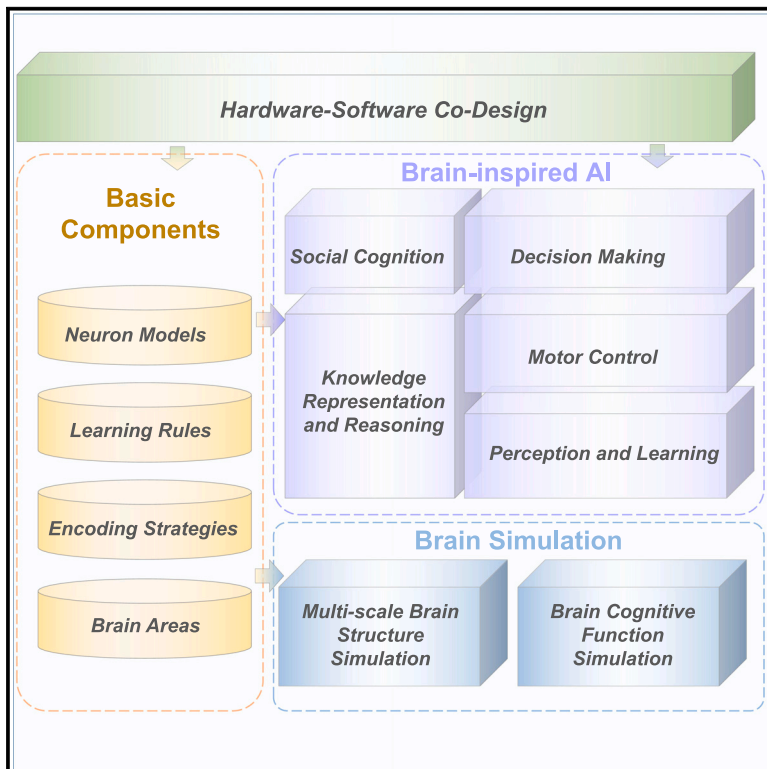 Hardware-Software Co-Design
Basic
Components
Neuron Models
Learning Rules
Encoding Strategies
Brain Areas
Brain-inspired AI
Social Cognition
Decision Making
Knowledge
Representation
and Reasoning
Motor Control
Perception and Learning
Brain Simulation
Multi-scale Brain
Structure
Simulation
Brain Cognitive
Function
Simulation